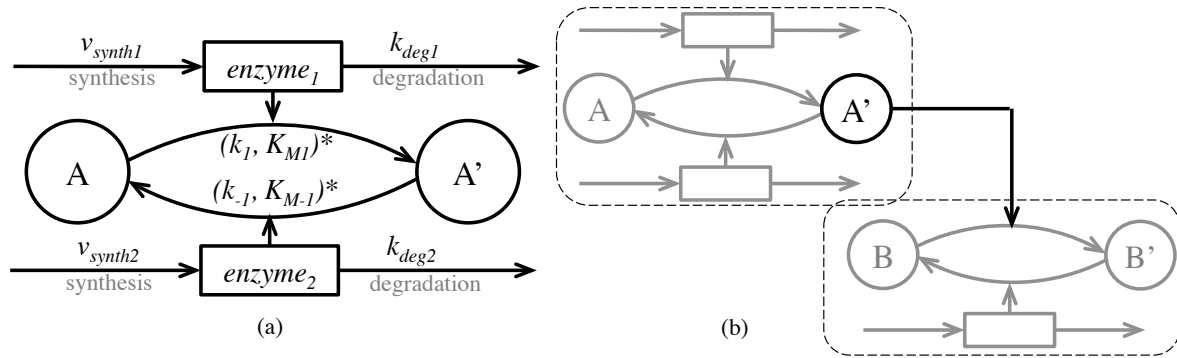 v_synth1
synthesis
enzyme_1
k_deg1
degradation
A
(k_1, K_M1)*
(k_-1, K_M-1)*
A'
v_synth2
synthesis
enzyme_2
k_deg2
degradation
(a)
A
A'
B
B'
(b)